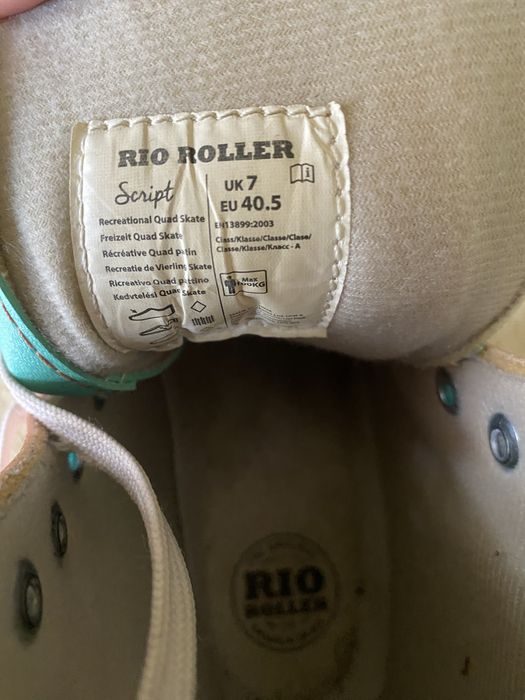 RIO ROLLER
Script
Recreational Quad Skate
Freizeit Quad Skate
Récréative Quad patin
Recreatie de Vierling Skate
Ricreativo Quad pattino
Kedvtelési Quad Skate
UK 7
EU 40.5
EN13899:2003
Class/Klasse/Classe/Clase/
Classe/Klasse/Klasse/Класс - A
Max
100KG
RIO
ROLLER